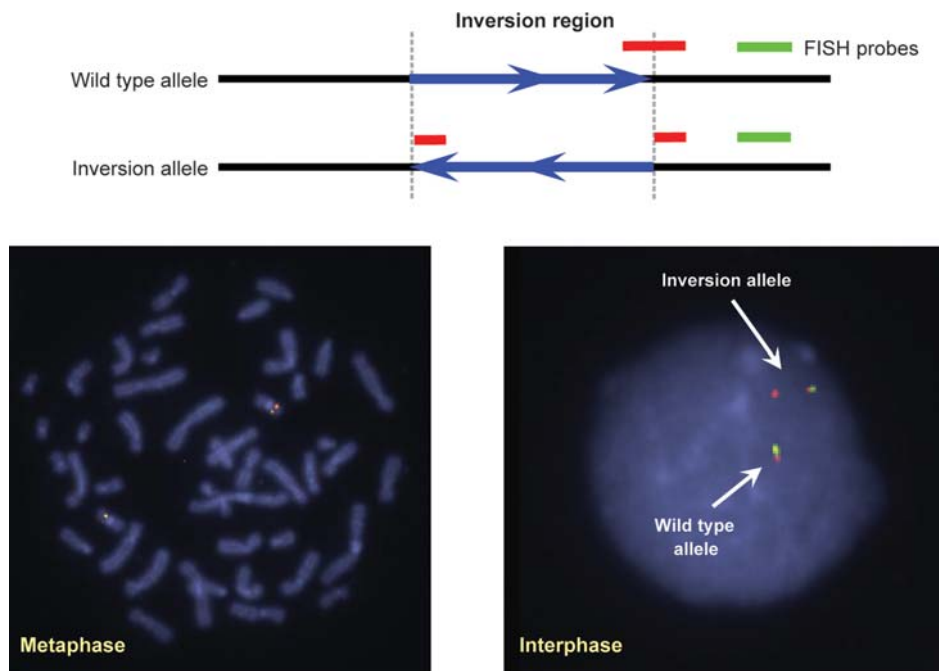 Inversion region
FISH probes
Wild type allele
Inversion allele
Inversion allele
Wild type
allele
Metaphase
Interphase